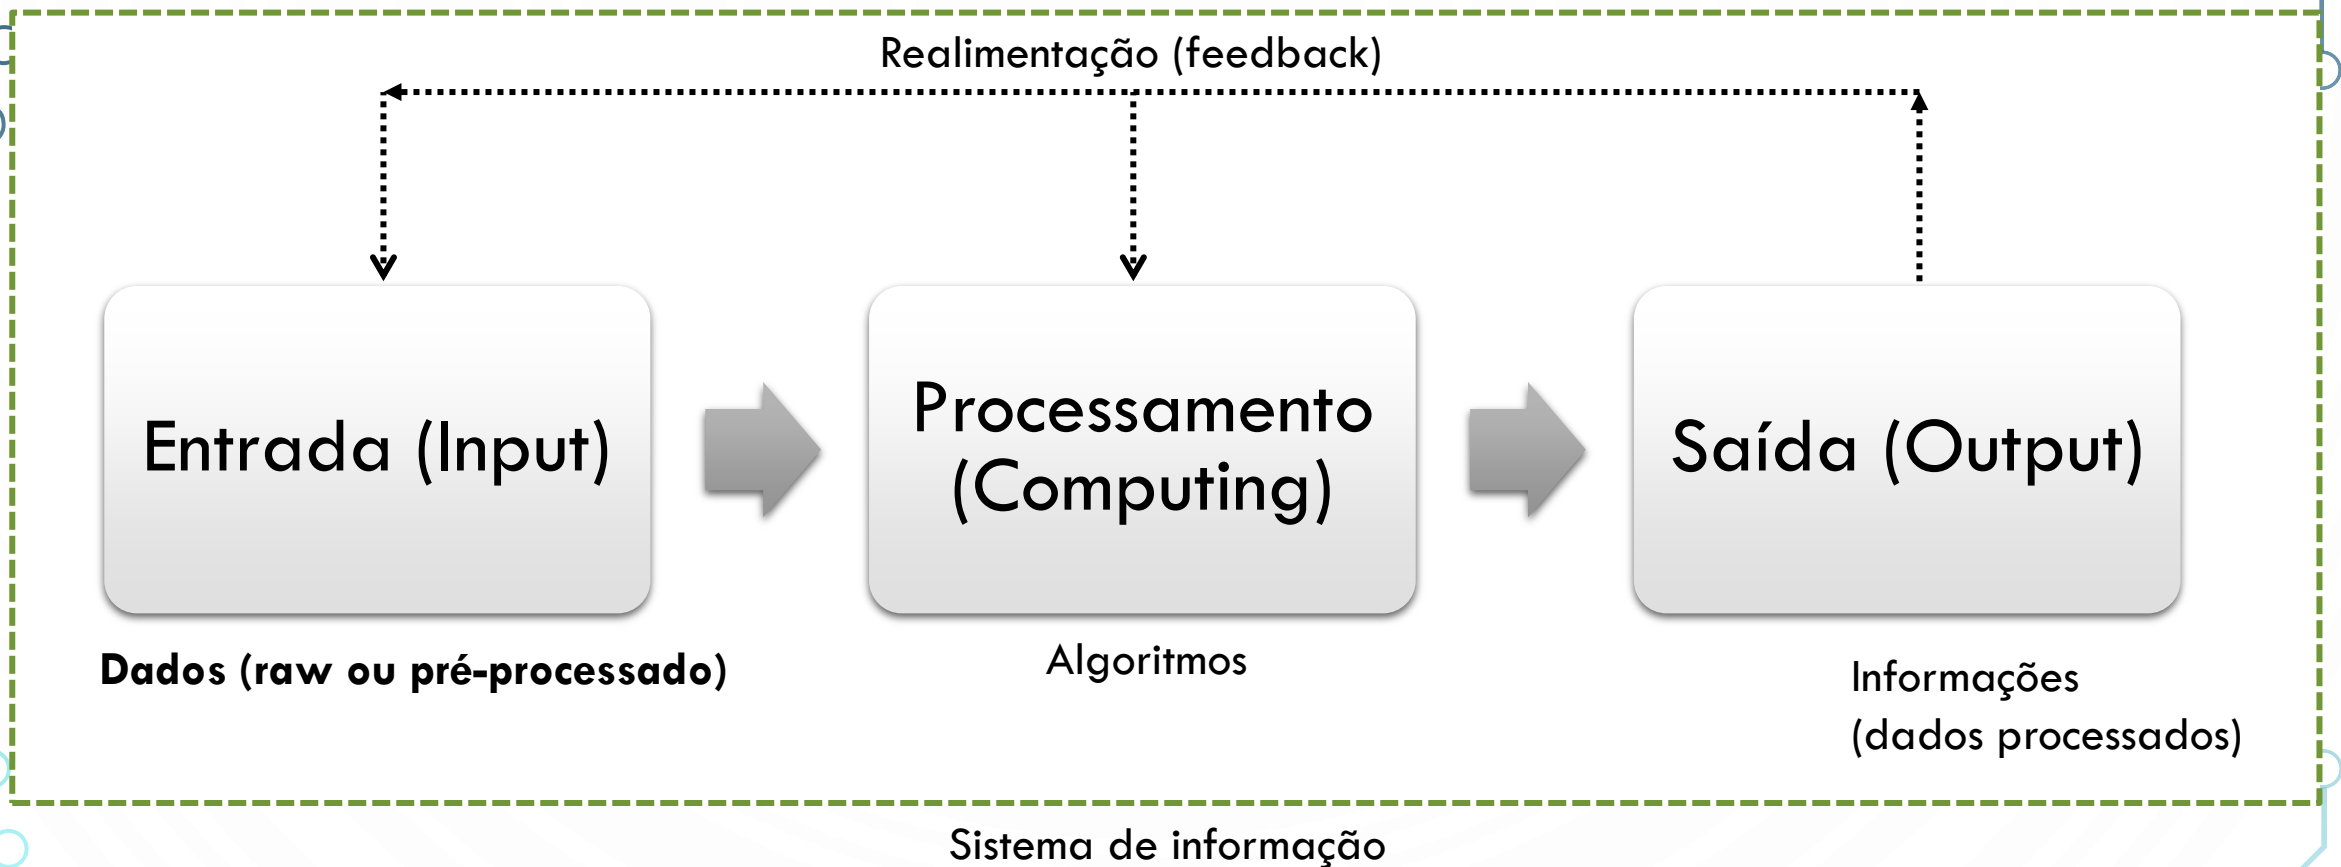 Realimentação (feedback)
Entrada (Input)
Processamento
(Computing)
Saída (Output)
Dados (raw ou pré-processado)
Algoritmos
Informações
(dados processados)
Sistema de informação